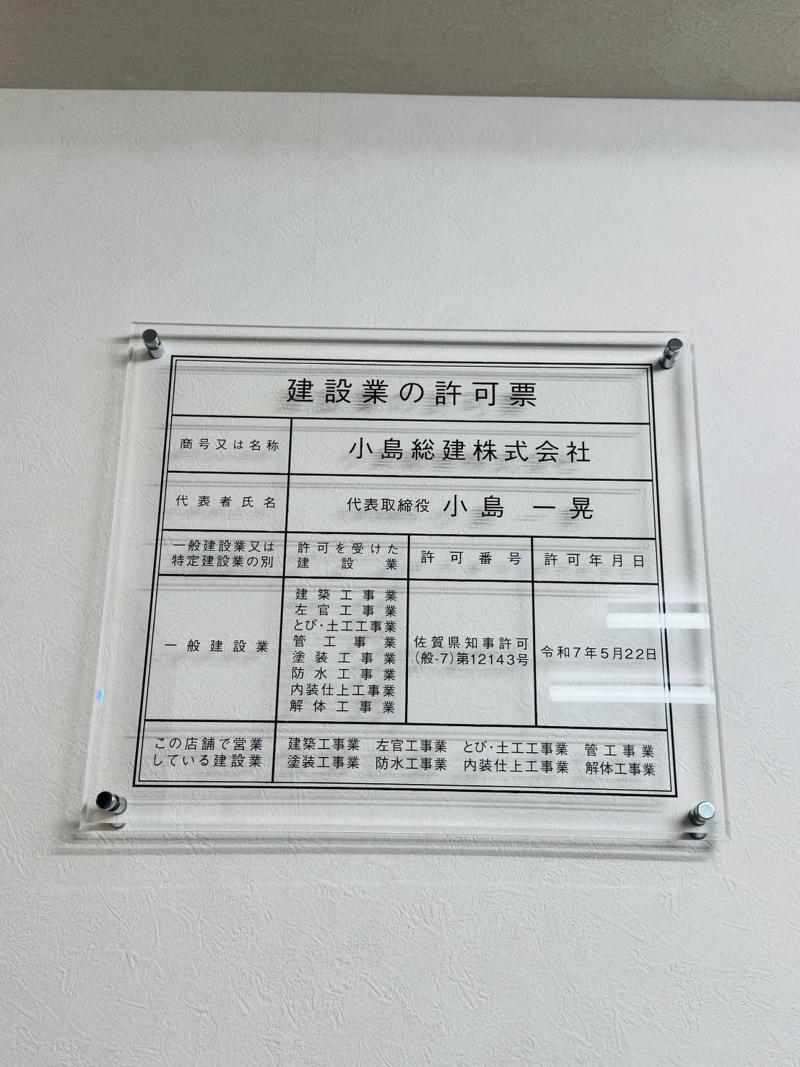 建設業の許可票
商号又は名称 小島総建株式会社
代表者氏名 代表取締役 小島 一晃
一般建設業又は
特定建設業の別
許可を受けた
建設業
許可番号
許可年月日
一般建設業
建築工事業
左官工事業
とび・土工工事業
管工事業
塗装工事業
防水工事業
内装仕上工事業
解体工事業
佐賀県知事許可
(般-7)第12143号
令和7年5月22日
この店舗で営業
している建設業
建築工事業 左官工事業 とび・土工工事業 管工事業
塗装工事業 防水工事業 内装仕上工事業 解体工事業